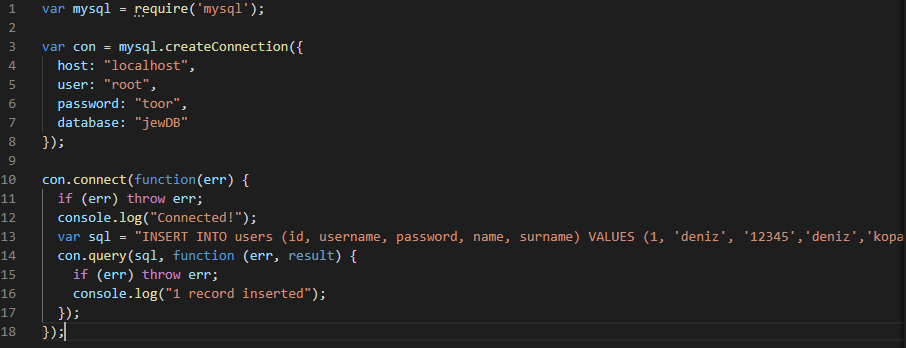 1 var mysql = require('mysql');
2
3 var con = mysql.createConnection({
4 host: "localhost",
5 user: "root",
6 password: "toor",
7 database: "jewDB"
8 });
9
10 con.connect(function(err) {
11 if (err) throw err;
12 console.log("Connected!");
13 var sql = "INSERT INTO users (id, username, password, name, surname) VALUES (1, 'deniz', '12345','deniz','kopa
14 con.query(sql, function (err, result) {
15 if (err) throw err;
16 console.log("1 record inserted");
17 });
18 });